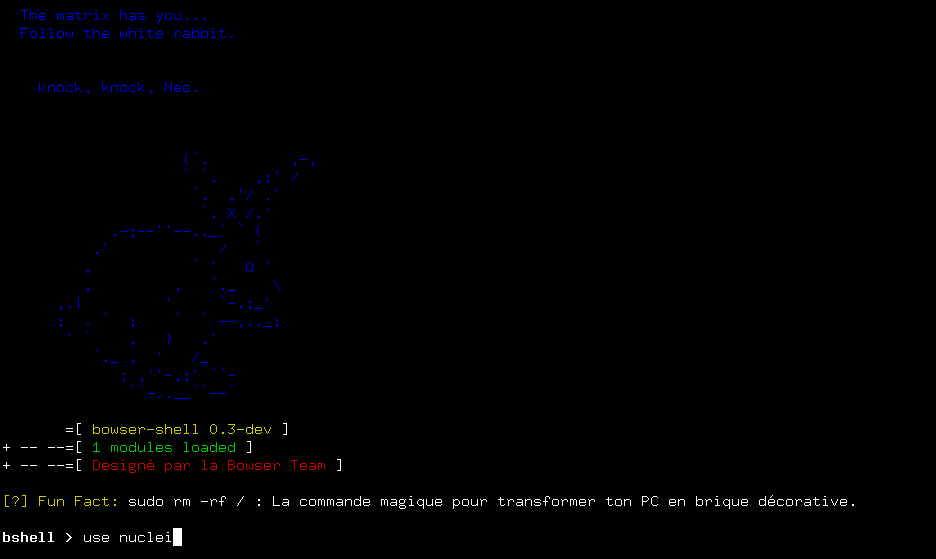 The matrix has you...
Follow the white rabbit.
knock, knock, Neo.
=[ bowser-shell 0.3-dev ]
+ -- --=[ 1 modules loaded ]
+ -- --=[ Designé par la Bowser Team ]
[?] Fun Fact: sudo rm -rf / : La commande magique pour transformer ton PC en brique décorative.
bshell > use nuclei